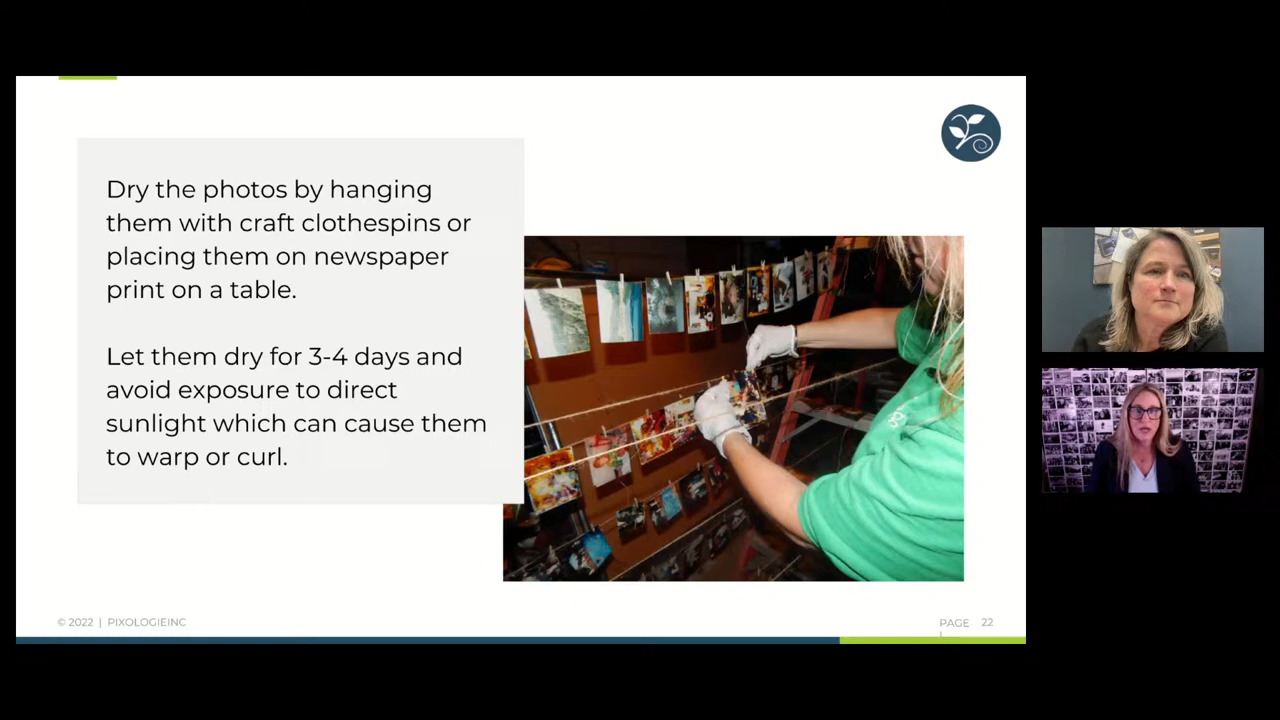 Dry the photos by hanging
them with craft clothespins or
placing them on newspaper
print on a table.
Let them dry for 3-4 days and
avoid exposure to direct
sunlight which can cause them
to warp or curl.
© 2022 | PIXOLOGIEINC
PAGE 22
|